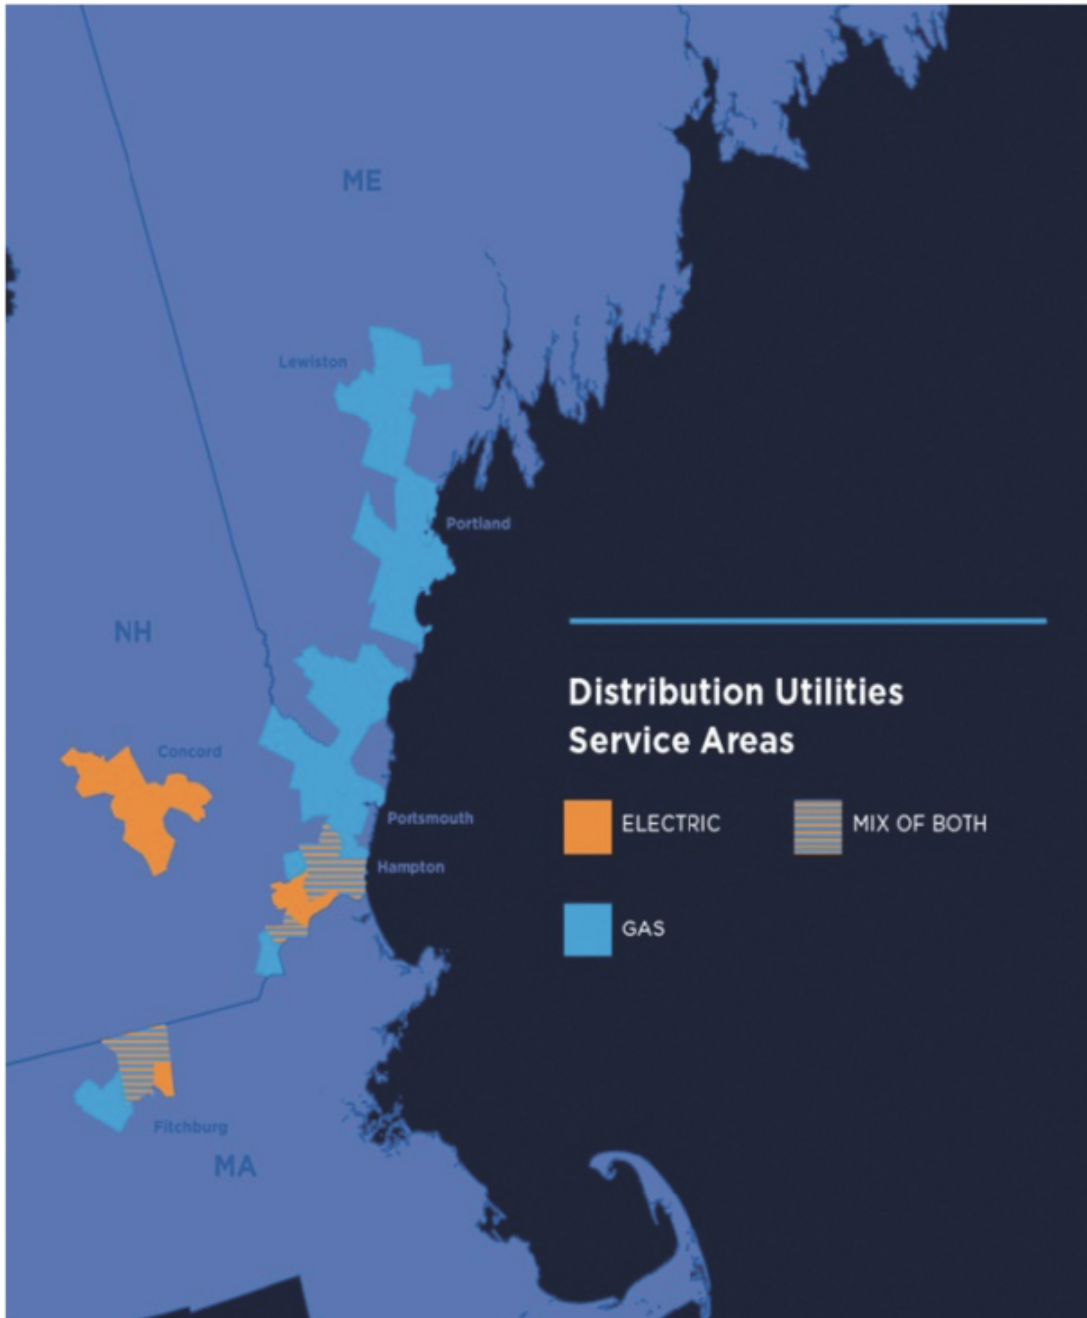 ME
Lewiston
Portland
NH
Concord
Portsmouth
Hampton
Fitchburg
MA
Distribution Utilities
Service Areas
ELECTRIC
MIX OF BOTH
GAS